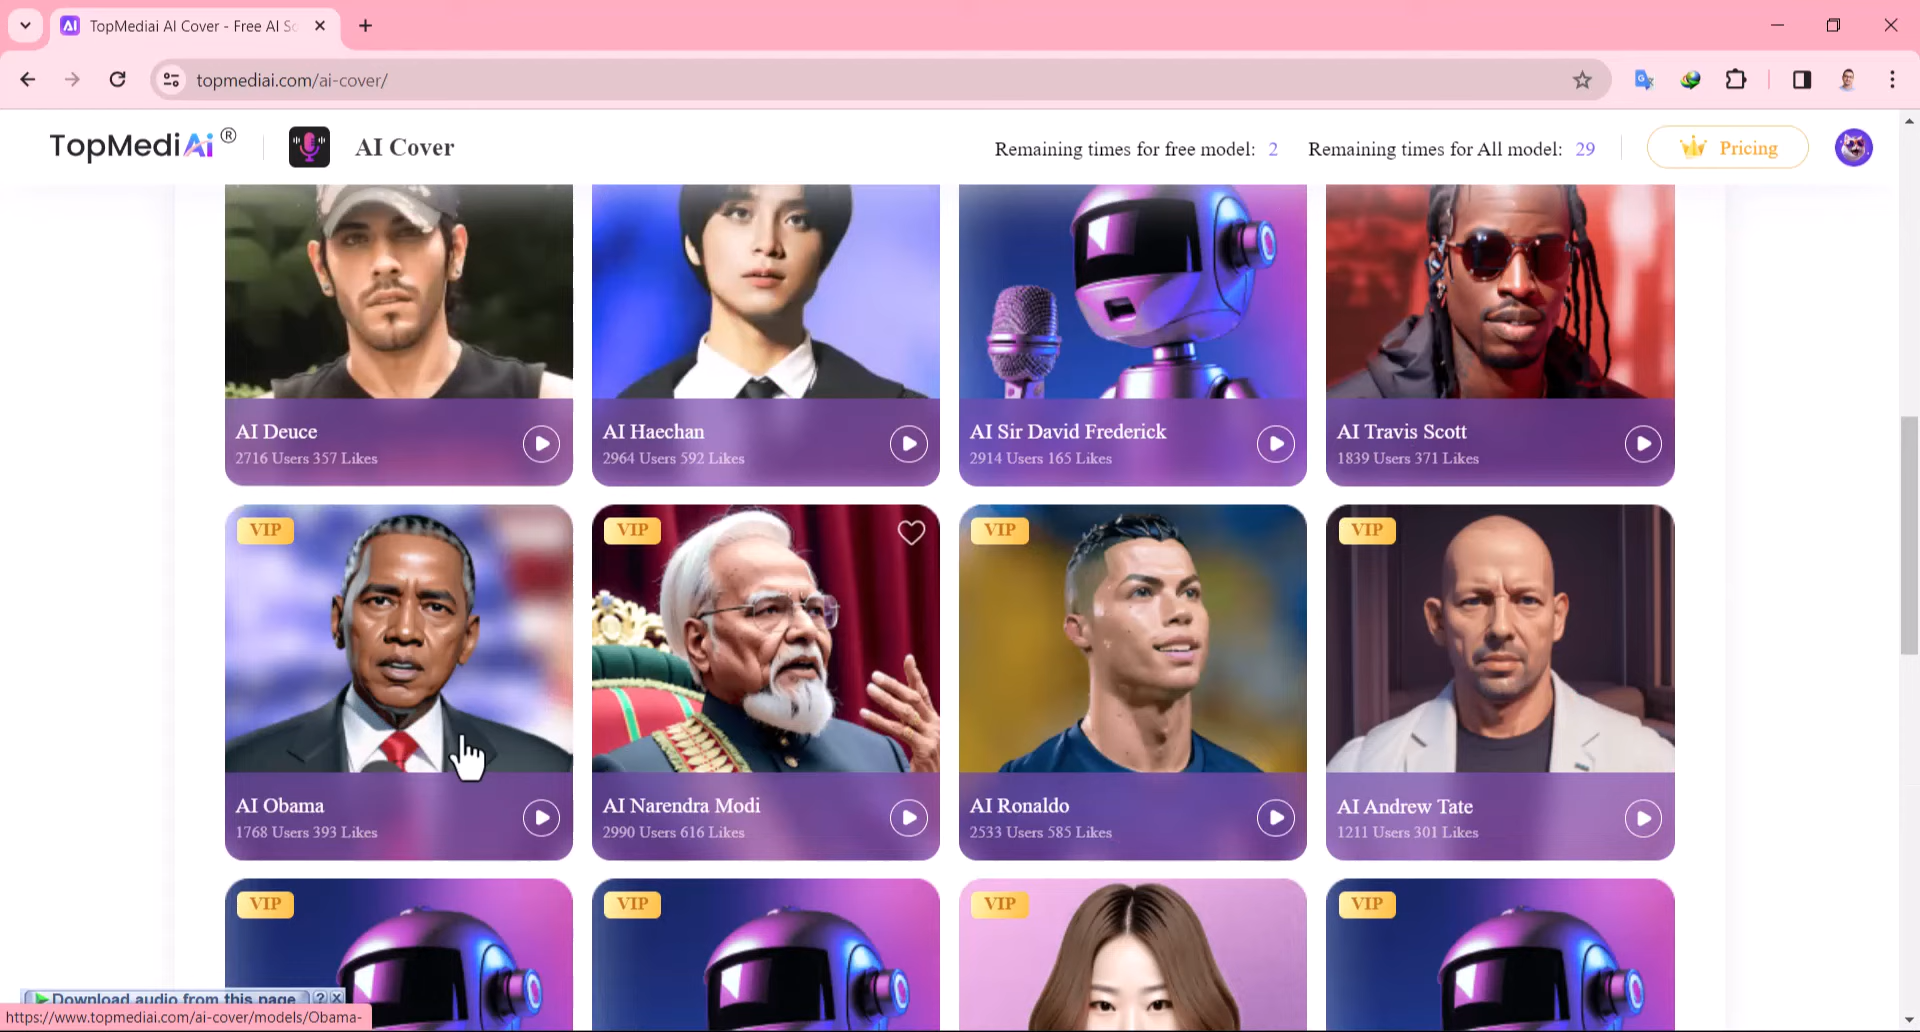 TopMediai AI Cover - Free AI So
topmediai.com/ai-cover/
TopMediAi ®
AI Cover
Remaining times for free model: 2
Remaining times for All model: 29
Pricing
AI Deuce
2716 Users 357 Likes
AI Haechan
2964 Users 592 Likes
AI Sir David Frederick
2914 Users 165 Likes
AI Travis Scott
1839 Users 371 Likes
VIP
AI Obama
1768 Users 393 Likes
VIP
AI Narendra Modi
2990 Users 616 Likes
VIP
AI Ronaldo
2533 Users 585 Likes
VIP
AI Andrew Tate
1211 Users 301 Likes
VIP
VIP
VIP
VIP
Download audio from this page ? X
https://www.topmediai.com/ai-cover/models/Obama-